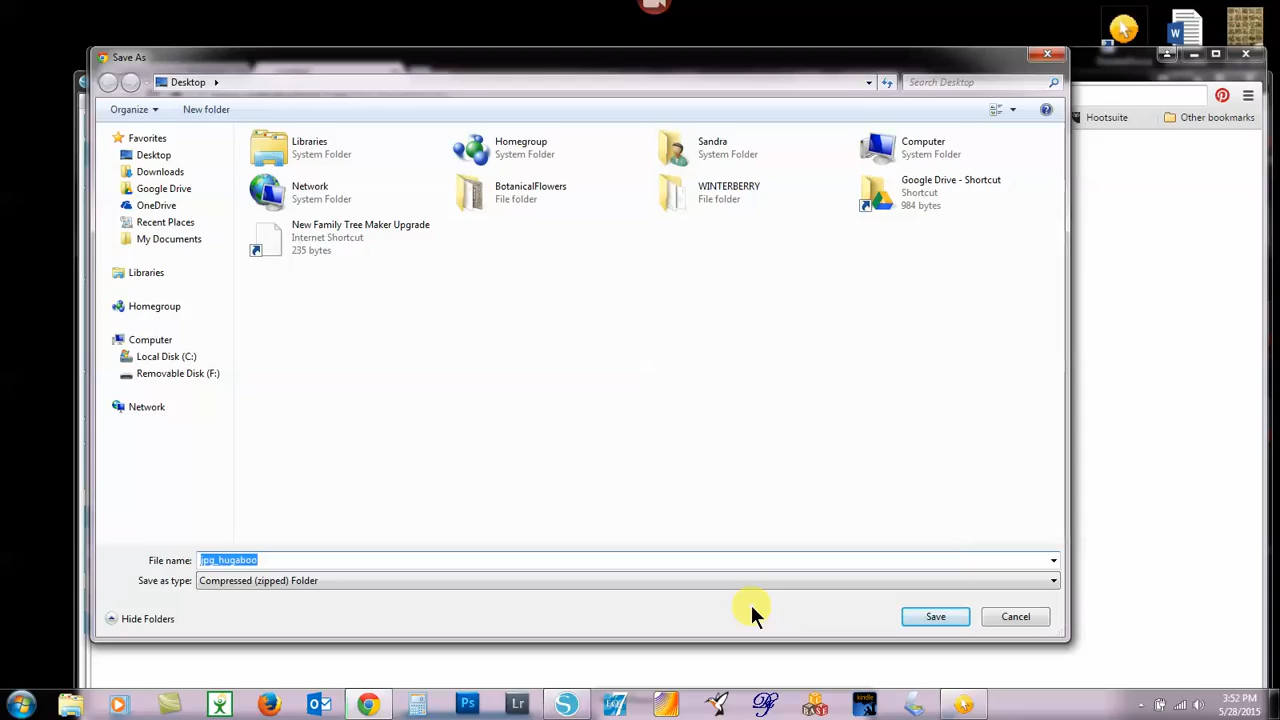 Save As
Desktop
Search Desktop
Organize
New folder
Hootsuite
Other bookmarks
Favorites
Desktop
Downloads
Google Drive
OneDrive
Recent Places
My Documents
Libraries
Homegroup
Computer
Local Disk (C:)
Removable Disk (F:)
Network
Libraries
System Folder
Homegroup
System Folder
Sandra
System Folder
Computer
System Folder
Network
System Folder
BotanicalFlowers
File folder
WINTERBERRY
File folder
Google Drive - Shortcut
Shortcut
984 bytes
New Family Tree Maker Upgrade
Internet Shortcut
235 bytes
File name: jpg_hugaboo
Save as type: Compressed (zipped) Folder
Hide Folders
Save
Cancel
Ps
Lr
kindle
3:52 PM
5/28/2015